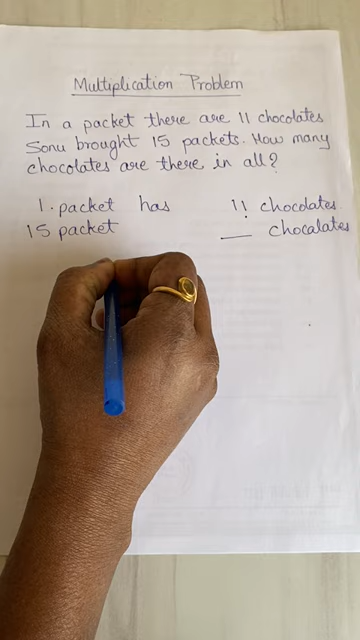 Multiplication Problem
In a packet there are 11 chocolates
Sonu brought 15 packets. How many
chocolates are there in all?
1. packet has 11 chocolates.
15 packet __ chocalates